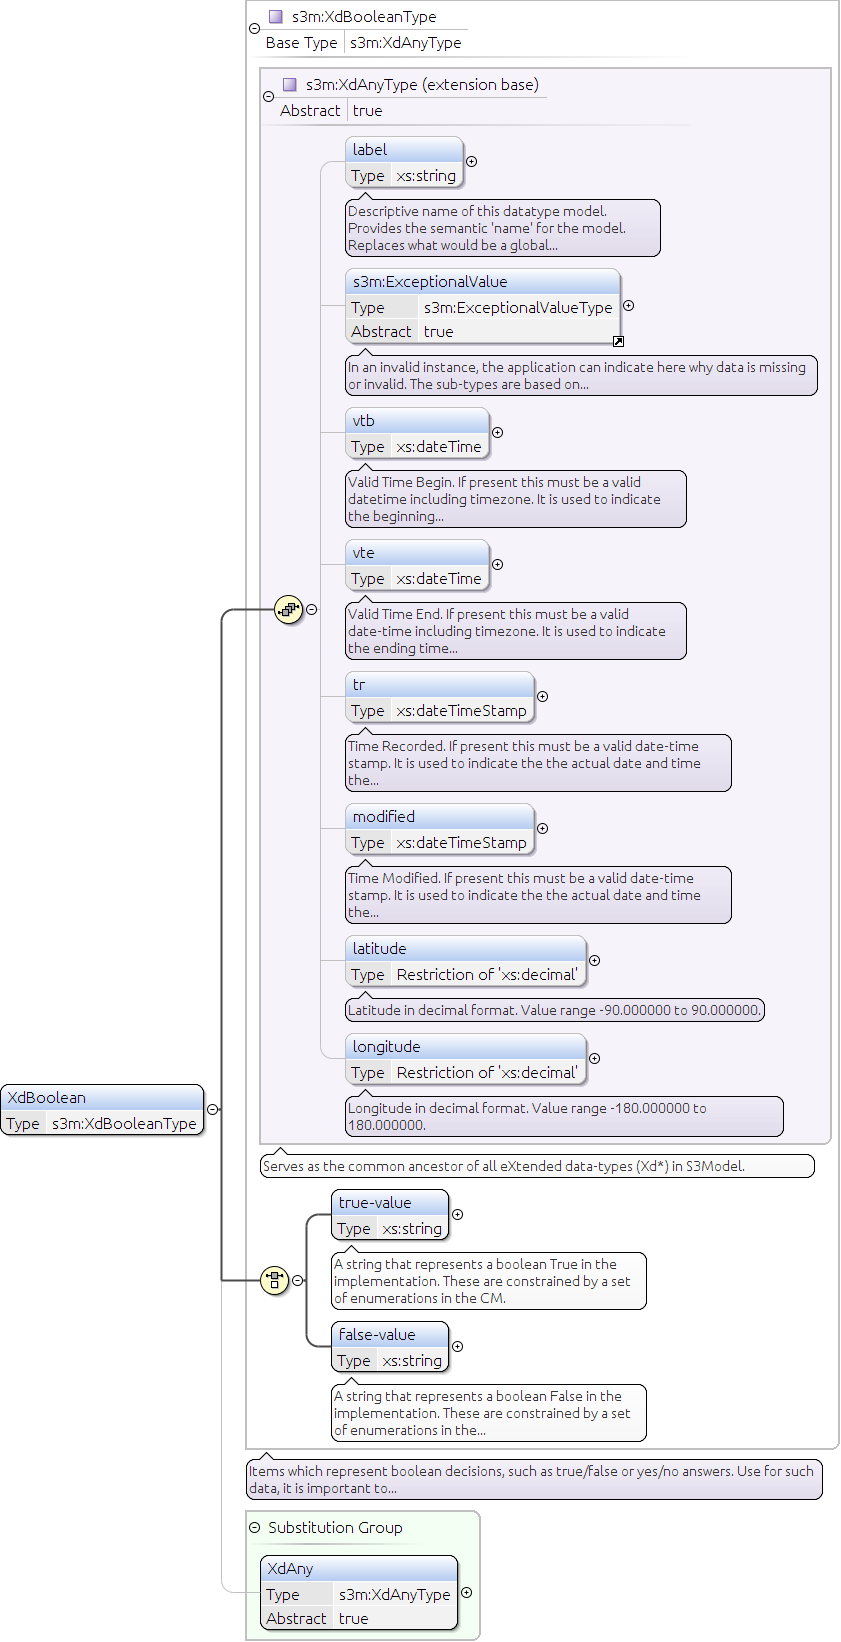 s3m:XdBooleanType
Base Type s3m:XdAnyType
s3m:XdAnyType (extension base)
Abstract true
label
Type xs:string
Descriptive name of this datatype model.
Provides the semantic 'name' for the model.
Replaces what would be a global...
s3m:ExceptionalValue
Type s3m:ExceptionalValueType
Abstract true
In an invalid instance, the application can indicate here why data is missing
or invalid. The sub-types are based on...
vtb
Type xs:dateTime
Valid Time Begin. If present this must be a valid
datetime including timezone. It is used to indicate
the beginning...
vte
Type xs:dateTime
Valid Time End. If present this must be a valid
date-time including timezone. It is used to indicate
the ending time...
tr
Type xs:dateTimeStamp
Time Recorded. If present this must be a valid date-time
stamp. It is used to indicate the the actual date and time
the...
modified
Type xs:dateTimeStamp
Time Modified. If present this must be a valid date-time
stamp. It is used to indicate the the actual date and time
the...
latitude
Type Restriction of 'xs:decimal'
Latitude in decimal format. Value range -90.000000 to 90.000000.
longitude
Type Restriction of 'xs:decimal'
Longitude in decimal format. Value range -180.000000 to
180.000000.
XdBoolean
Type s3m:XdBooleanType
Serves as the common ancestor of all eXtended data-types (Xd*) in S3Model.
true-value
Type xs:string
A string that represents a boolean True in the
implementation. These are constrained by a set
of enumerations in the CM.
false-value
Type xs:string
A string that represents a boolean False in the
implementation. These are constrained by a set
of enumerations in the...
Items which represent boolean decisions, such as true/false or yes/no answers. Use for such
data, it is important to...
Substitution Group
XdAny
Type s3m:XdAnyType
Abstract true